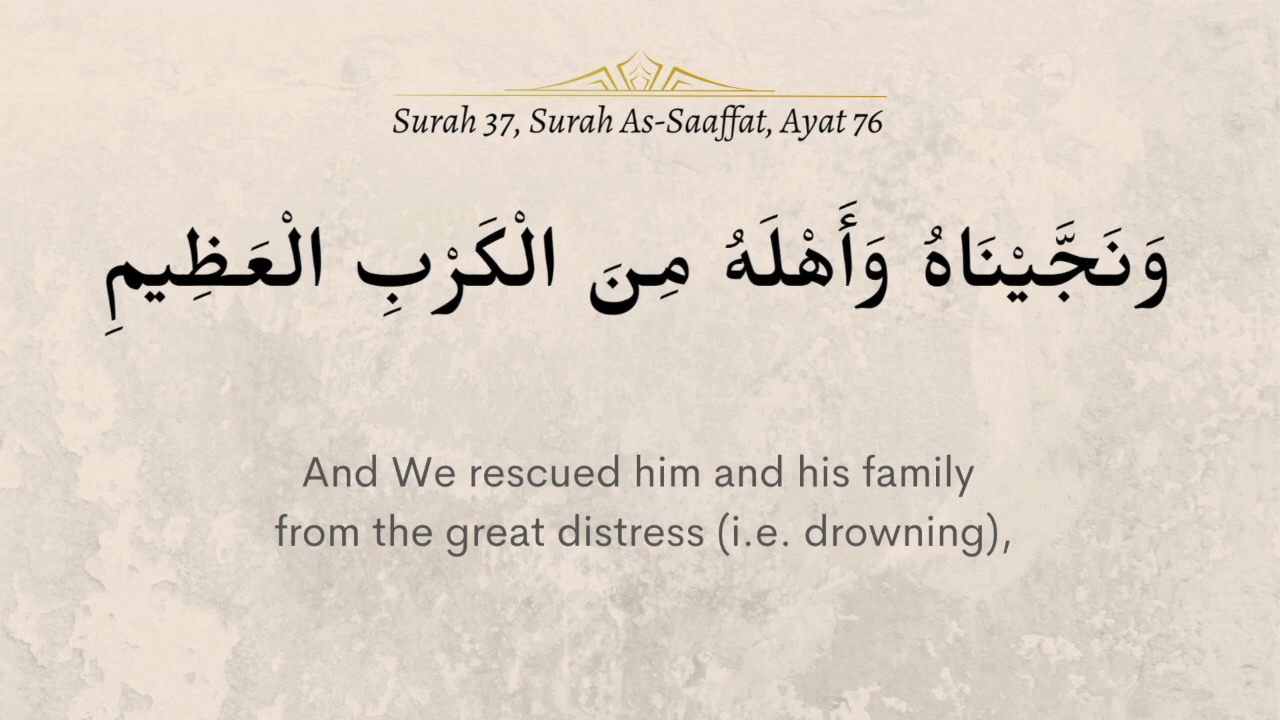 Surah 37, Surah As-Saaffat, Ayat 76
وَنَجَّيْنَاهُ وَأَهْلَهُ مِنَ الْكَرْبِ الْعَظِيمِ
And We rescued him and his family
from the great distress (i.e. drowning),